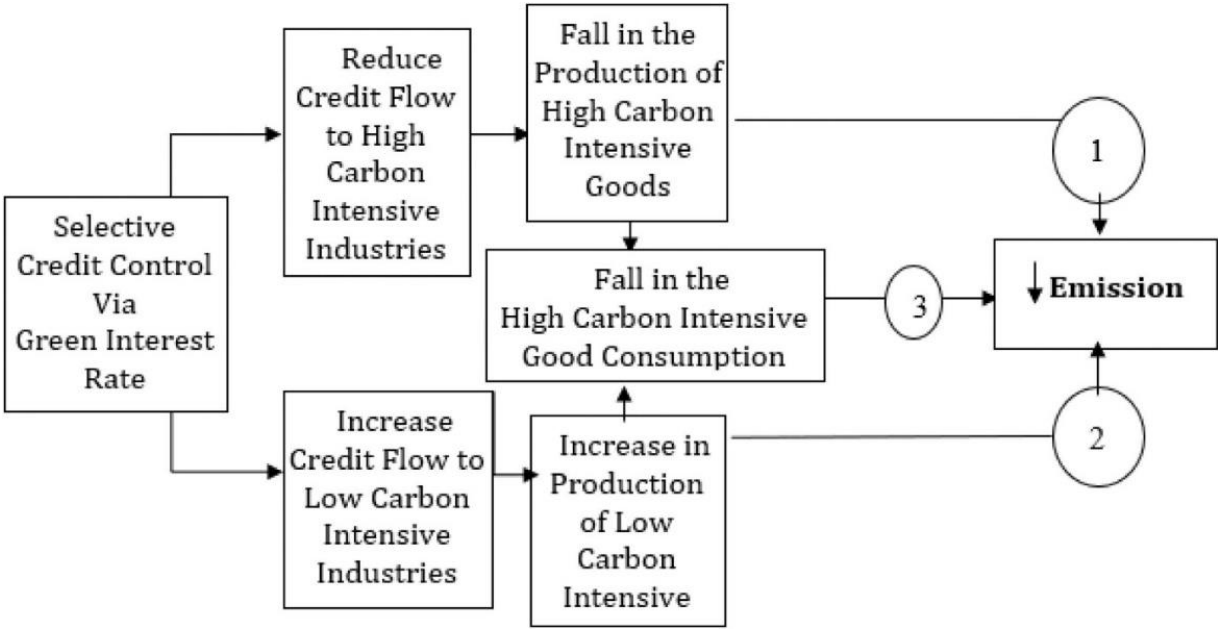 Selective
Credit Control
Via
Green Interest
Rate
Reduce
Credit Flow
to High
Carbon
Intensive
Industries
Fall in the
Production of
High Carbon
Intensive
Goods
1
Fall in the
High Carbon Intensive
Good Consumption
3
↓ Emission
Increase
Credit Flow to
Low Carbon
Intensive
Industries
Increase in
Production
of Low
Carbon
Intensive
2